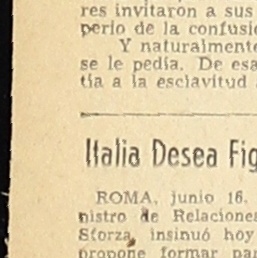 res invitaron a sus
perio de la confusi
Y naturalmente
se le pedía. De esa
tía a la esclavitud
Italia Desea Fig
ROMA, junio 16.
nistro de Relaciones
Sforza, insinuó hoy
propone formar par